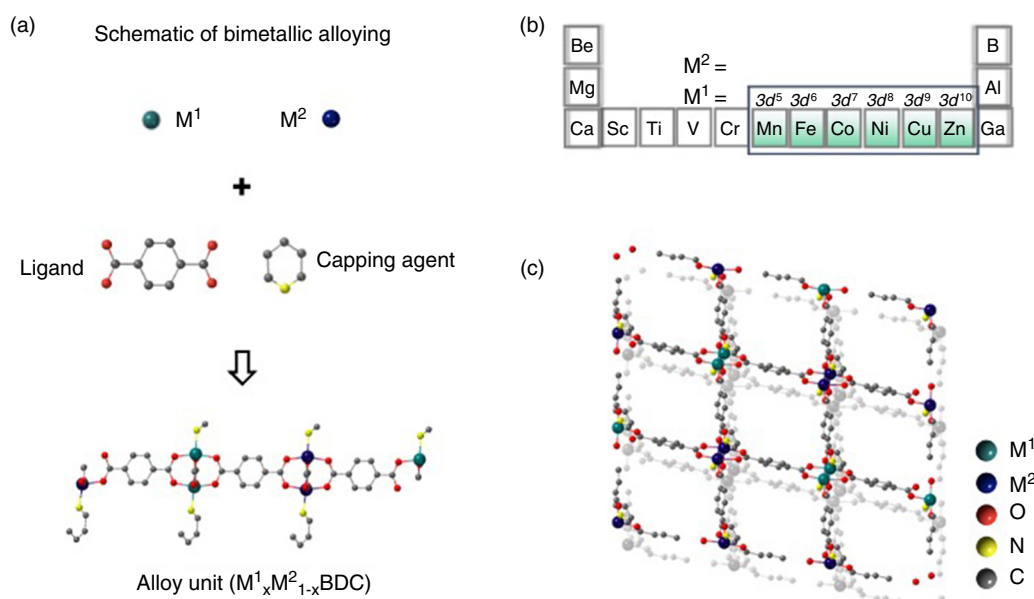 (a)
Schematic of bimetallic alloying
M¹ M²
+
Ligand Capping agent
Alloy unit (M¹ₓM²₁₋ₓBDC)
(b)
Be B
M² =
Mg M¹ = 3d⁵ 3d⁶ 3d⁷ 3d⁸ 3d⁹ 3d¹⁰ Al
Ca Sc Ti V Cr Mn Fe Co Ni Cu Zn Ga
(c)
M¹
M²
O
N
C